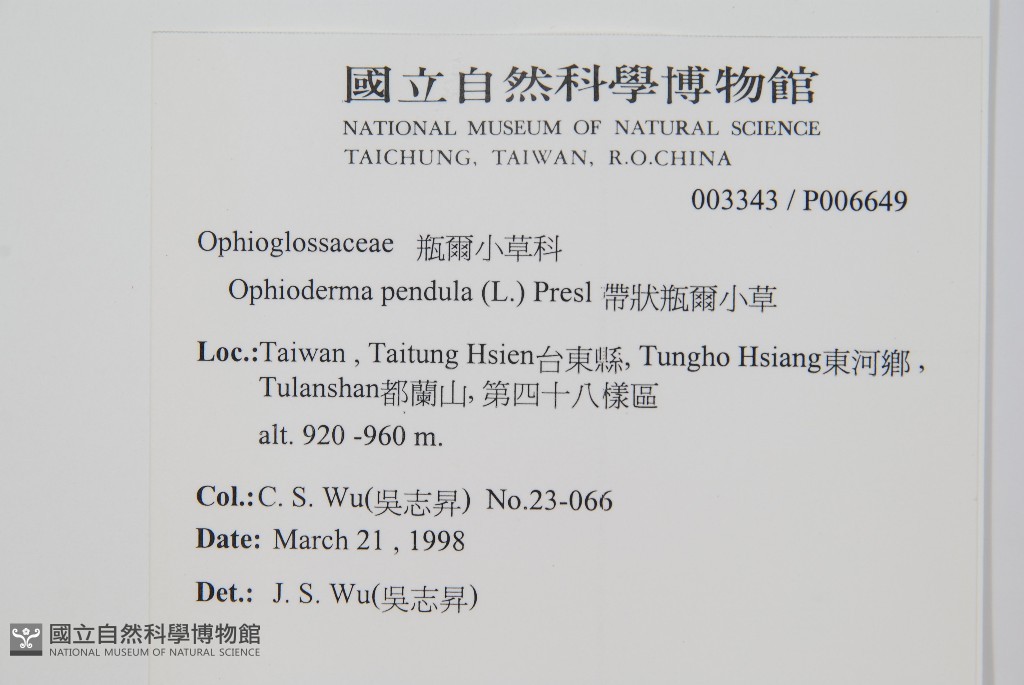 國立自然科學博物館
NATIONAL MUSEUM OF NATURAL SCIENCE
TAICHUNG, TAIWAN, R.O.CHINA
003343 / P006649
Ophioglossaceae 瓶爾小草科
Ophioderma pendula (L.) Presl 帶狀瓶爾小草
Loc.:Taiwan , Taitung Hsien台東縣, Tungho Hsiang東河鄉 ,
Tulanshan都蘭山, 第四十八樣區
alt. 920 -960 m.
Col.:C. S. Wu(吳志昇) No.23-066
Date: March 21 , 1998
Det.: J. S. Wu(吳志昇)
國立自然科學博物館
NATIONAL MUSEUM OF NATURAL SCIENCE